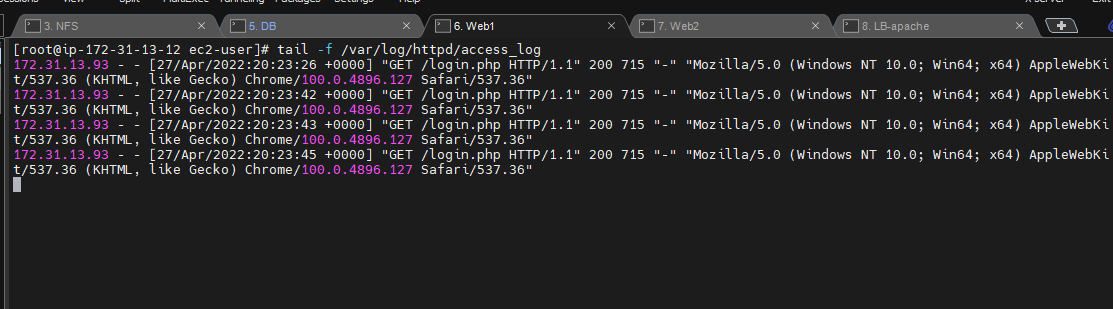 Split MultiExec Tunneling Packages Settings Help
3. NFS 5. DB 6. Web1 7. Web2 8. LB-apache
[root@ip-172-31-13-12 ec2-user]# tail -f /var/log/httpd/access_log
172.31.13.93 - - [27/Apr/2022:20:23:26 +0000] "GET /login.php HTTP/1.1" 200 715 "-" "Mozilla/5.0 (Windows NT 10.0; Win64; x64) AppleWebKi
t/537.36 (KHTML, like Gecko) Chrome/100.0.4896.127 Safari/537.36"
172.31.13.93 - - [27/Apr/2022:20:23:42 +0000] "GET /login.php HTTP/1.1" 200 715 "-" "Mozilla/5.0 (Windows NT 10.0; Win64; x64) AppleWebKi
t/537.36 (KHTML, like Gecko) Chrome/100.0.4896.127 Safari/537.36"
172.31.13.93 - - [27/Apr/2022:20:23:43 +0000] "GET /login.php HTTP/1.1" 200 715 "-" "Mozilla/5.0 (Windows NT 10.0; Win64; x64) AppleWebKi
t/537.36 (KHTML, like Gecko) Chrome/100.0.4896.127 Safari/537.36"
172.31.13.93 - - [27/Apr/2022:20:23:45 +0000] "GET /login.php HTTP/1.1" 200 715 "-" "Mozilla/5.0 (Windows NT 10.0; Win64; x64) AppleWebKi
t/537.36 (KHTML, like Gecko) Chrome/100.0.4896.127 Safari/537.36"